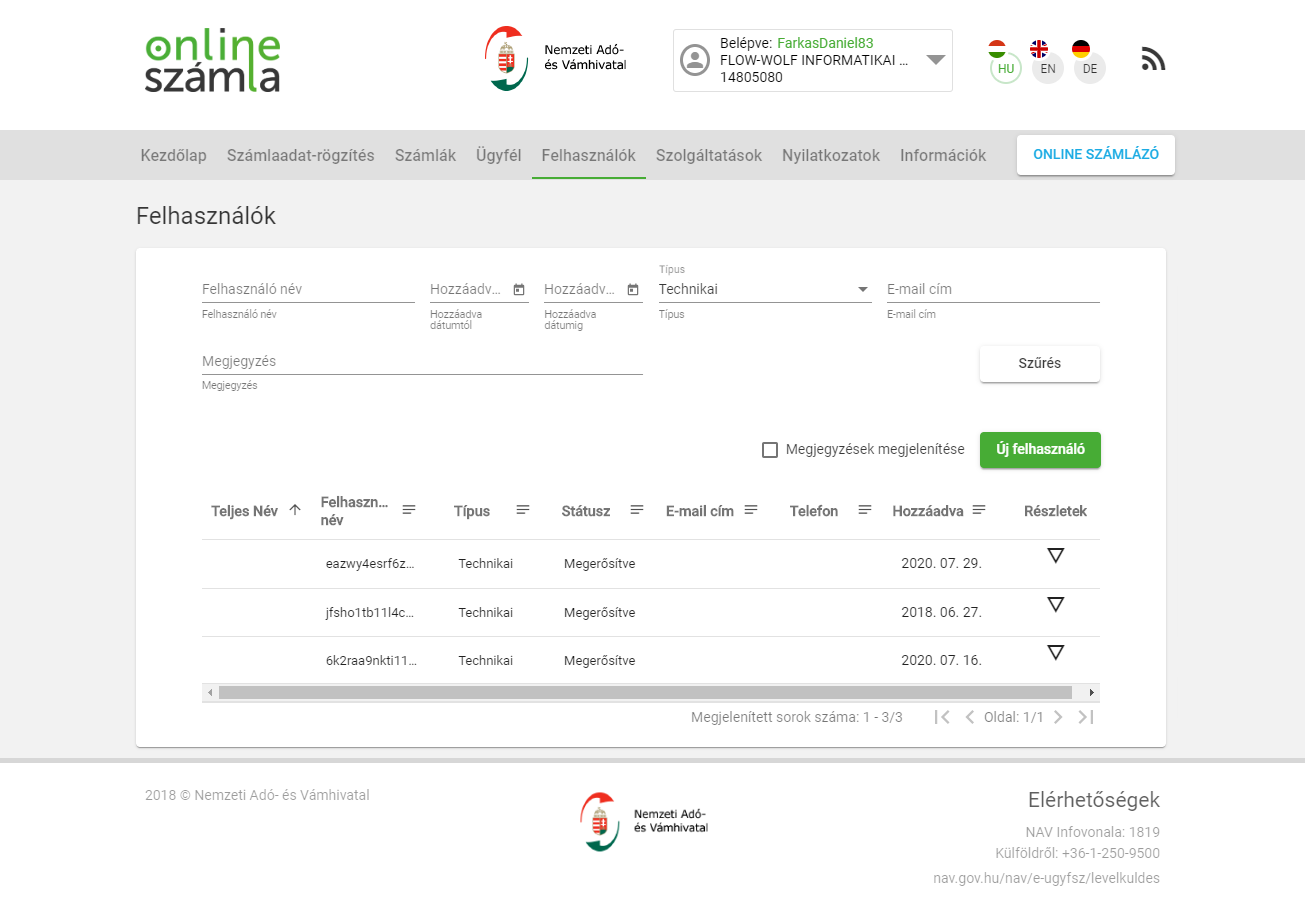 online
számla
Nemzeti Adó-
és Vámhivatal
Belépve: FarkasDaniel83
FLOW-WOLF INFORMATIKAI ...
14805080
HU
EN
DE
Kezdőlap
Számlaadat-rögzítés
Számlák
Ügyfél
Felhasználók
Szolgáltatások
Nyilatkozatok
Információk
ONLINE SZÁMLÁZÓ
Felhasználók
Típus
Felhasználó név
Hozzáadv...
Hozzáadv...
Technikai
E-mail cím
Felhasználó név
Hozzáadva
dátumtól
Hozzáadva
dátumig
Típus
E-mail cím
Megjegyzés
Szűrés
Megjegyzés
Megjegyzések megjelenítése
Új felhasználó
Teljes Név
Felhaszn...
név
Típus
Státusz
E-mail cím
Telefon
Hozzáadva
Részletek
eazwy4esrf6z... Technikai Megerősítve 2020. 07. 29.
jfsho1tb11l4c... Technikai Megerősítve 2018. 06. 27.
6k2raa9nkti11... Technikai Megerősítve 2020. 07. 16.
Megjelenített sorok száma: 1 - 3/3
Oldal: 1/1
2018 © Nemzeti Adó- és Vámhivatal
Nemzeti Adó-
és Vámhivatal
Elérhetőségek
NAV Infovonala: 1819
Külföldről: +36-1-250-9500
nav.gov.hu/nav/e-ugyfsz/levelkuldes